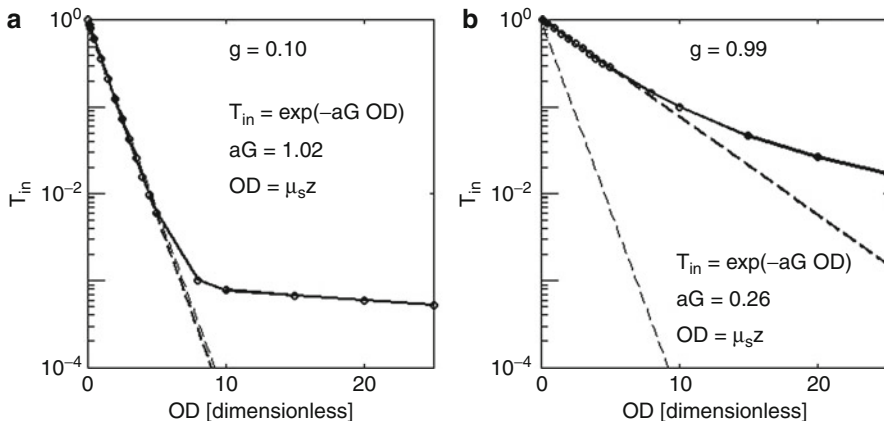 a
g = 0.10
T_in = exp(−aG OD)
aG = 1.02
OD = μ_s z
T_in
10^0
10^−2
10^−4
0
10
20
OD [dimensionless]
b
g = 0.99
T_in = exp(−aG OD)
aG = 0.26
OD = μ_s z
T_in
10^0
10^−2
10^−4
0
10
20
OD [dimensionless]